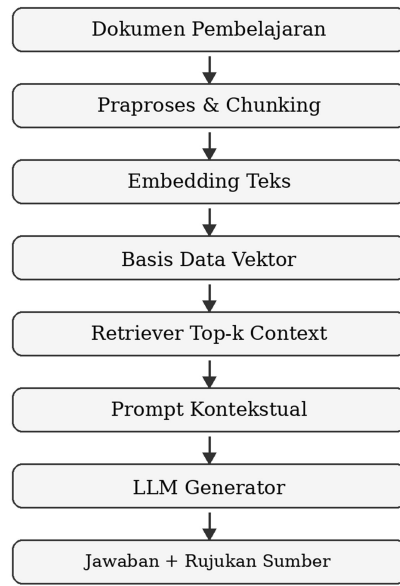 Dokumen Pembelajaran
Praproses & Chunking
Embedding Teks
Basis Data Vektor
Retriever Top-k Context
Prompt Kontekstual
LLM Generator
Jawaban + Rujukan Sumber